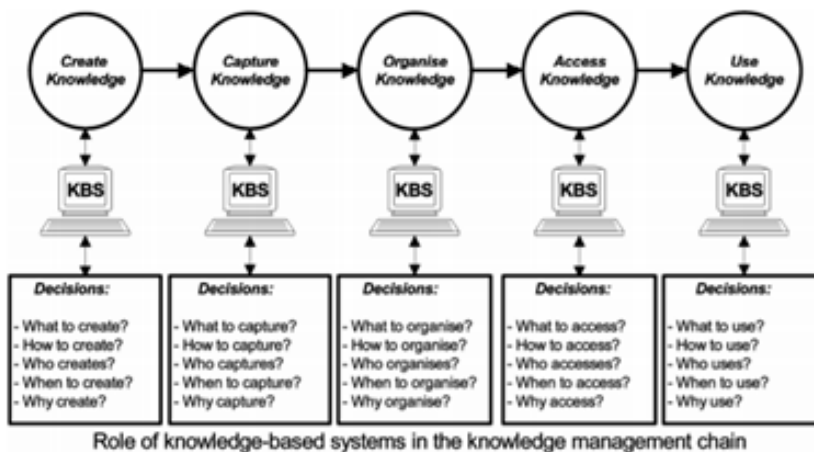 Create
Knowledge
Capture
Knowledge
Organise
Knowledge
Access
Knowledge
Use
Knowledge
KBS
KBS
KBS
KBS
KBS
Decisions:
- What to create?
- How to create?
- Who creates?
- When to create?
- Why create?
Decisions:
- What to capture?
- How to capture?
- Who captures?
- When to capture?
- Why capture?
Decisions:
- What to organise?
- How to organise?
- Who organises?
- When to organise?
- Why organise?
Decisions:
- What to access?
- How to access?
- Who accesses?
- When to access?
- Why access?
Decisions:
- What to use?
- How to use?
- Who uses?
- When to use?
- Why use?
Role of knowledge-based systems in the knowledge management chain